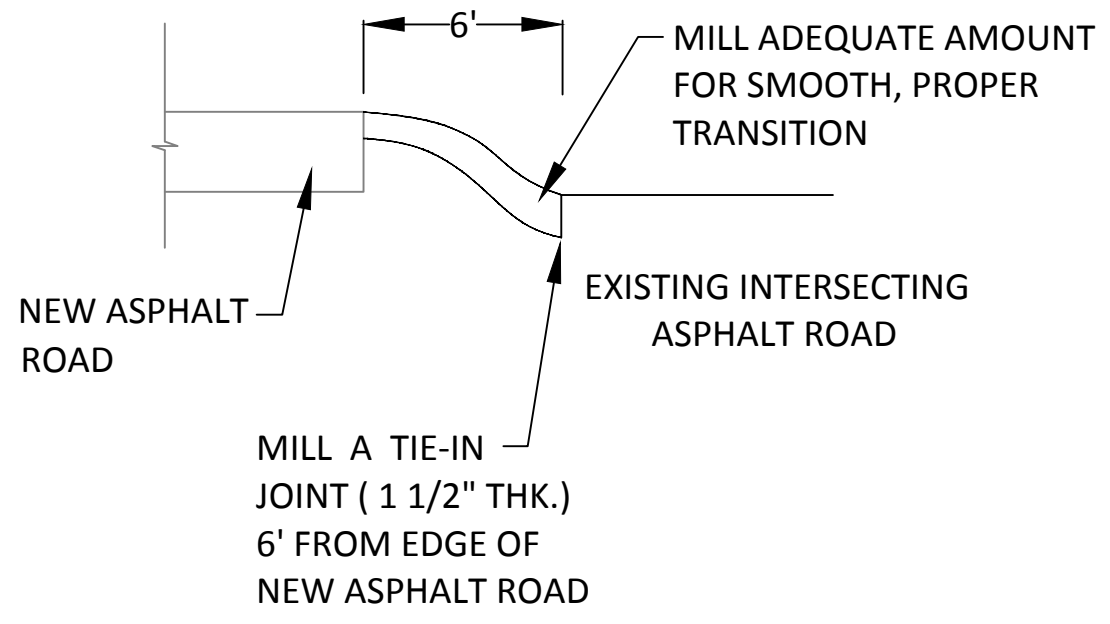 6'
MILL ADEQUATE AMOUNT
FOR SMOOTH, PROPER
TRANSITION
NEW ASPHALT
ROAD
EXISTING INTERSECTING
ASPHALT ROAD
MILL A TIE-IN
JOINT ( 1 1/2" THK.)
6' FROM EDGE OF
NEW ASPHALT ROAD